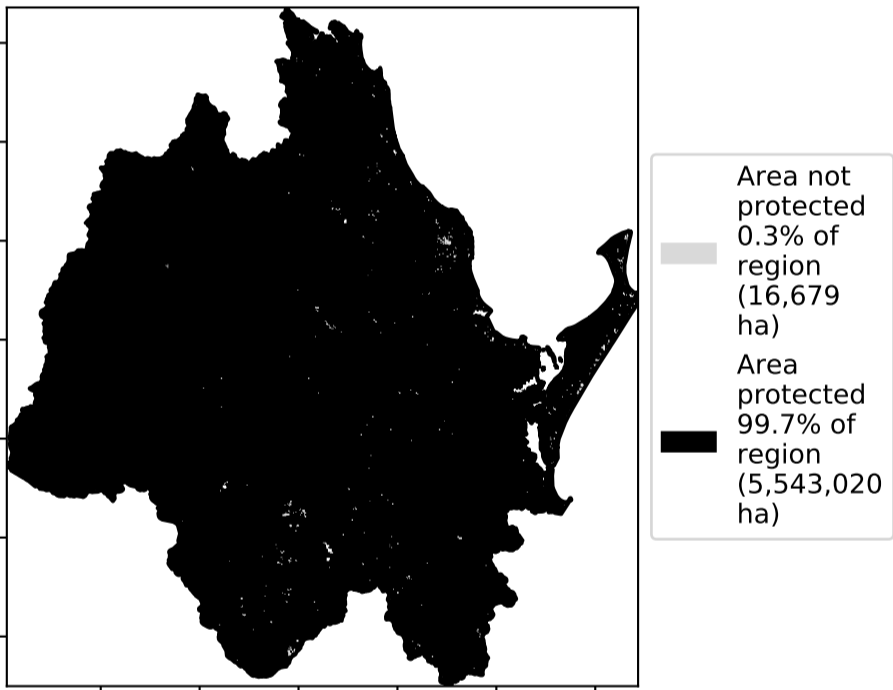 Area not
protected
0.3% of
region
(16,679
ha)
Area
protected
99.7% of
region
(5,543,020
ha)